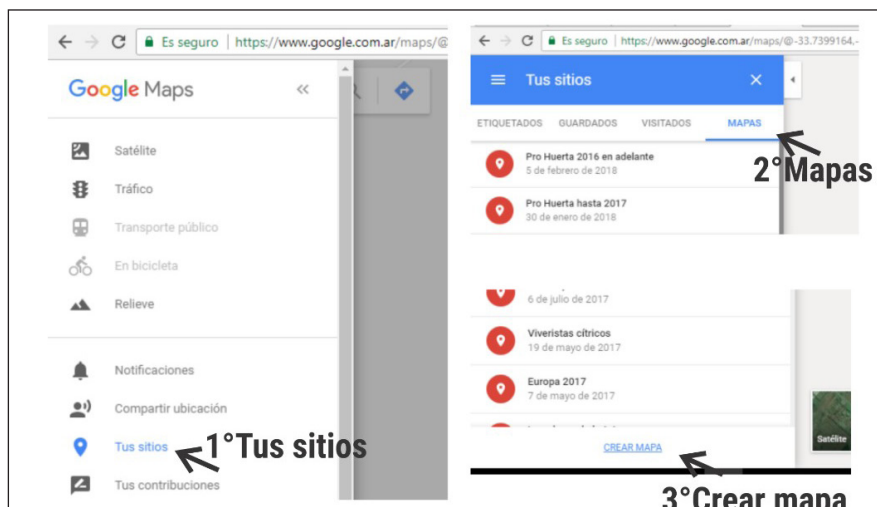 Es seguro | https://www.google.com.ar/maps/@
Google Maps
Satélite
Tráfico
Transporte público
En bicicleta
Relieve
Notificaciones
Compartir ubicación
Tus sitios
1°Tus sitios
Tus contribuciones
Es seguro | https://www.google.com.ar/maps/@-33.7399164,-
Tus sitios
ETIQUETADOS GUARDADOS VISITADOS MAPAS
2°Mapas
Pro Huerta 2016 en adelante
5 de febrero de 2018
Pro Huerta hasta 2017
30 de enero de 2018
6 de julio de 2017
Viveristas cítricos
19 de mayo de 2017
Europa 2017
7 de mayo de 2017
Satélite
CREAR MAPA
3°Crear mapa